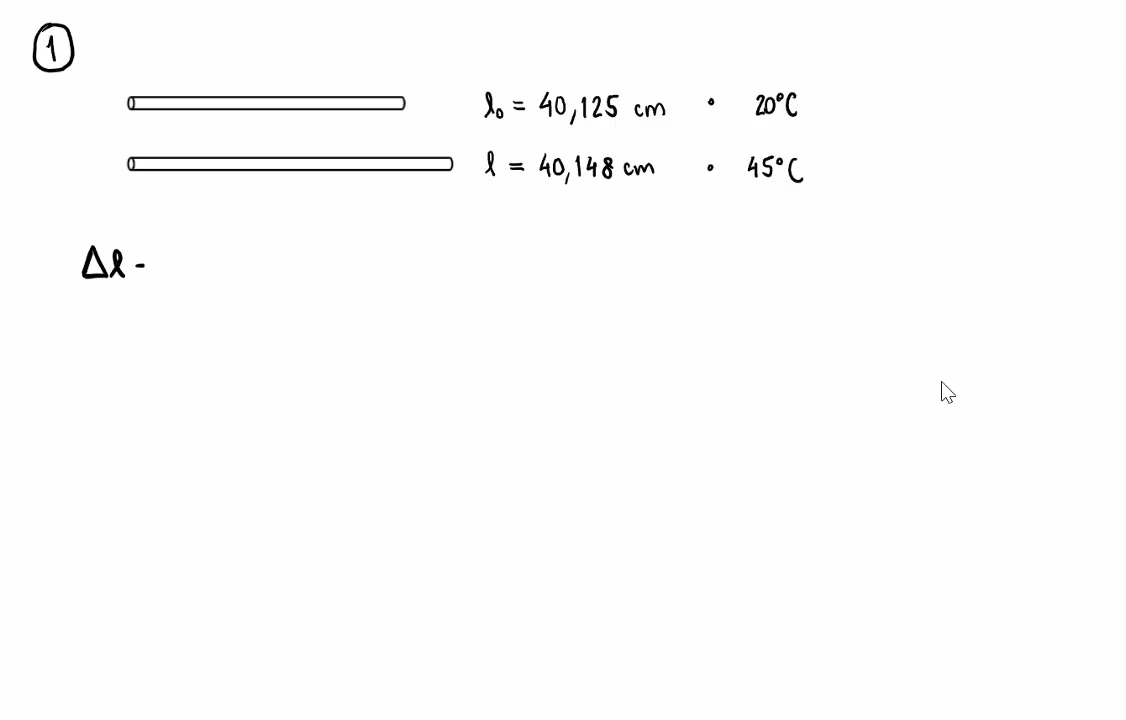 1
l₀ = 40,125 cm • 20°C
l = 40,148 cm • 45°C
Δl -